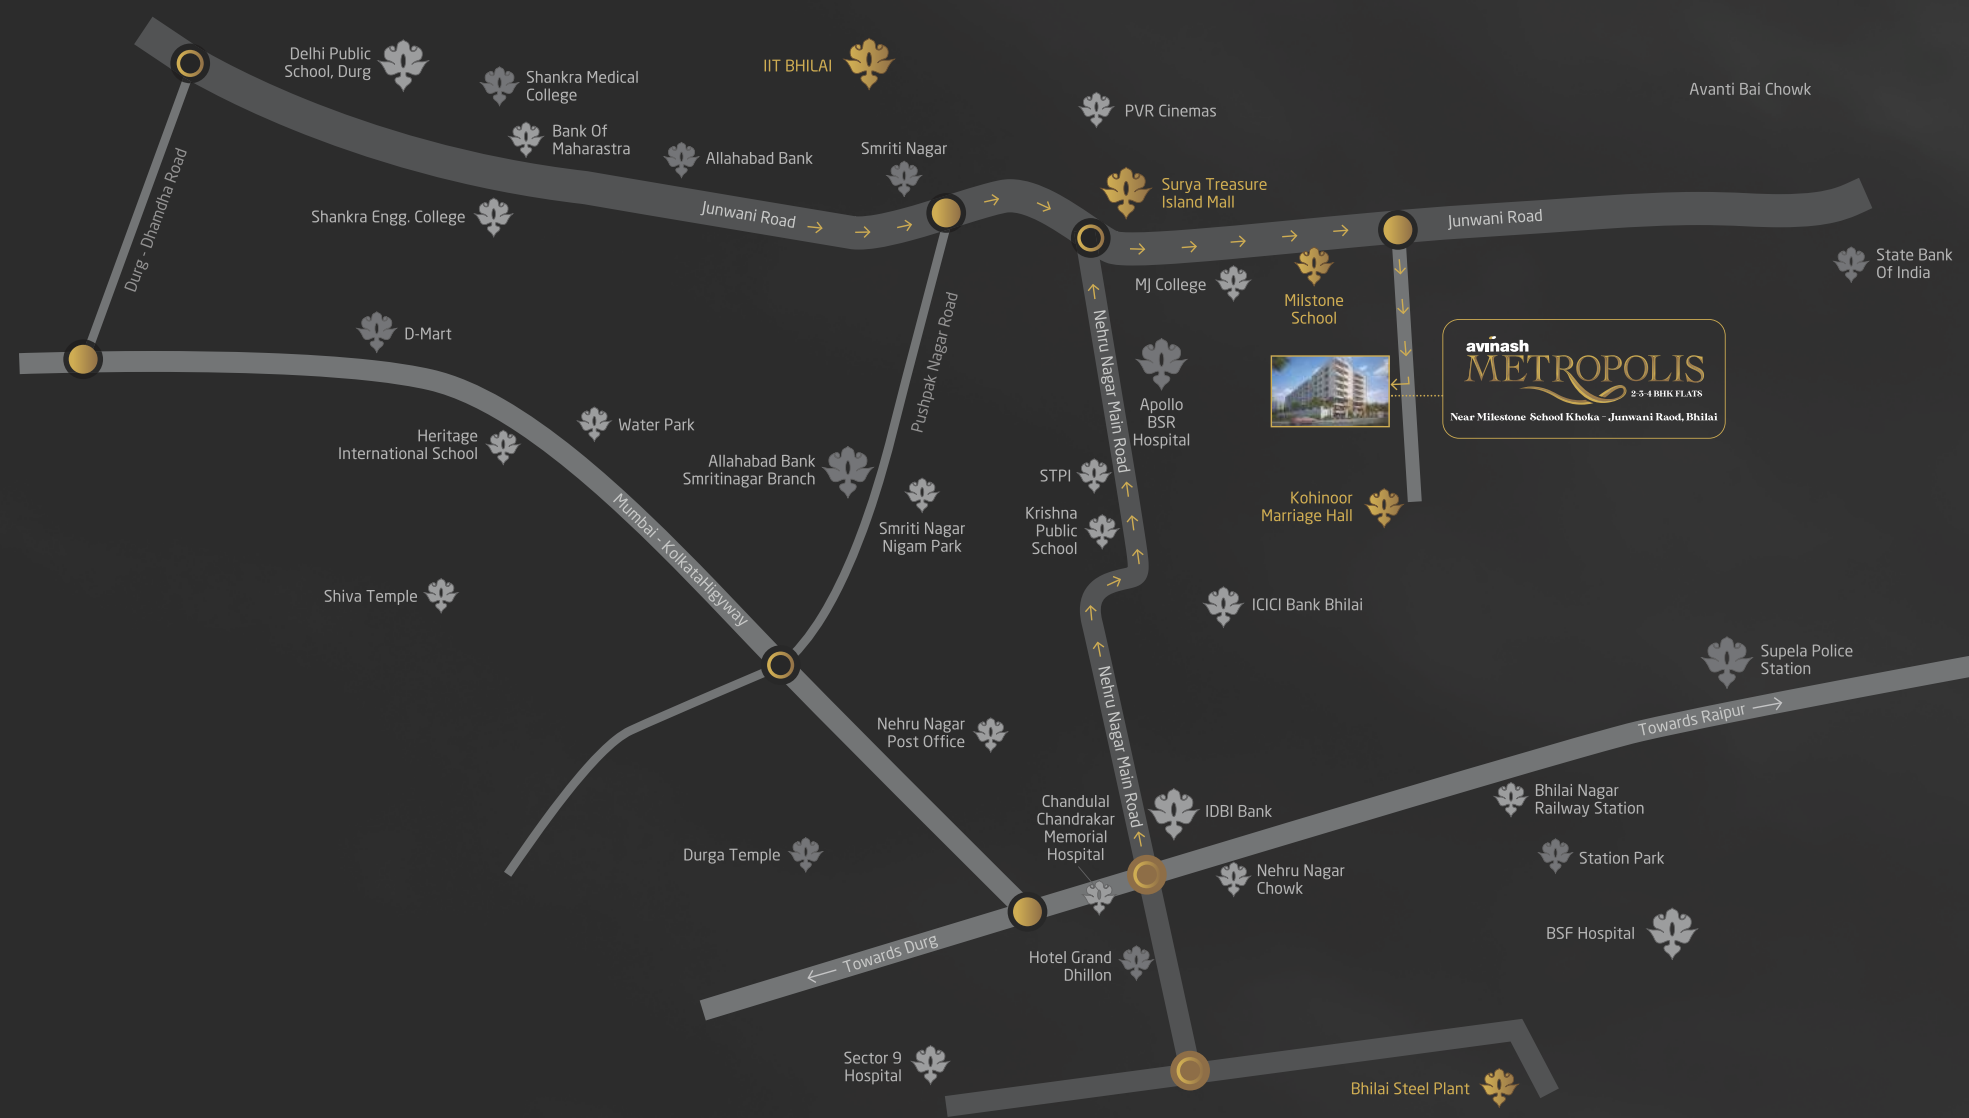 Delhi Public
School, Durg
Shankra Medical
College
IIT BHILAI
Avanti Bai Chowk
PVR Cinemas
Bank Of
Maharastra
Allahabad Bank
Smriti Nagar
Durg - Dhamdha Road
Shankra Engg. College
Junwani Road
Surya Treasure
Island Mall
Junwani Road
State Bank
Of India
MJ College
Milstone
School
D-Mart
Pushpak Nagar Road
Nehru Nagar Main Road
Apollo
BSR
Hospital
avinash
METROPOLIS
2-3-4 BHK FLATS
Near Milestone School Khoka - Junwani Raod, Bhilai
Water Park
Heritage
International School
Allahabad Bank
Smritinagar Branch
STPI
Kohinoor
Marriage Hall
Smriti Nagar
Nigam Park
Krishna
Public
School
Mumbai - KolkataHigyway
Shiva Temple
ICICI Bank Bhilai
Supela Police
Station
Towards Raipur
Nehru Nagar
Post Office
Nehru Nagar Main Road
Chandulal
Chandrakar
Memorial
Hospital
IDBI Bank
Bhilai Nagar
Railway Station
Durga Temple
Nehru Nagar
Chowk
Station Park
Towards Durg
BSF Hospital
Hotel Grand
Dhillon
Sector 9
Hospital
Bhilai Steel Plant